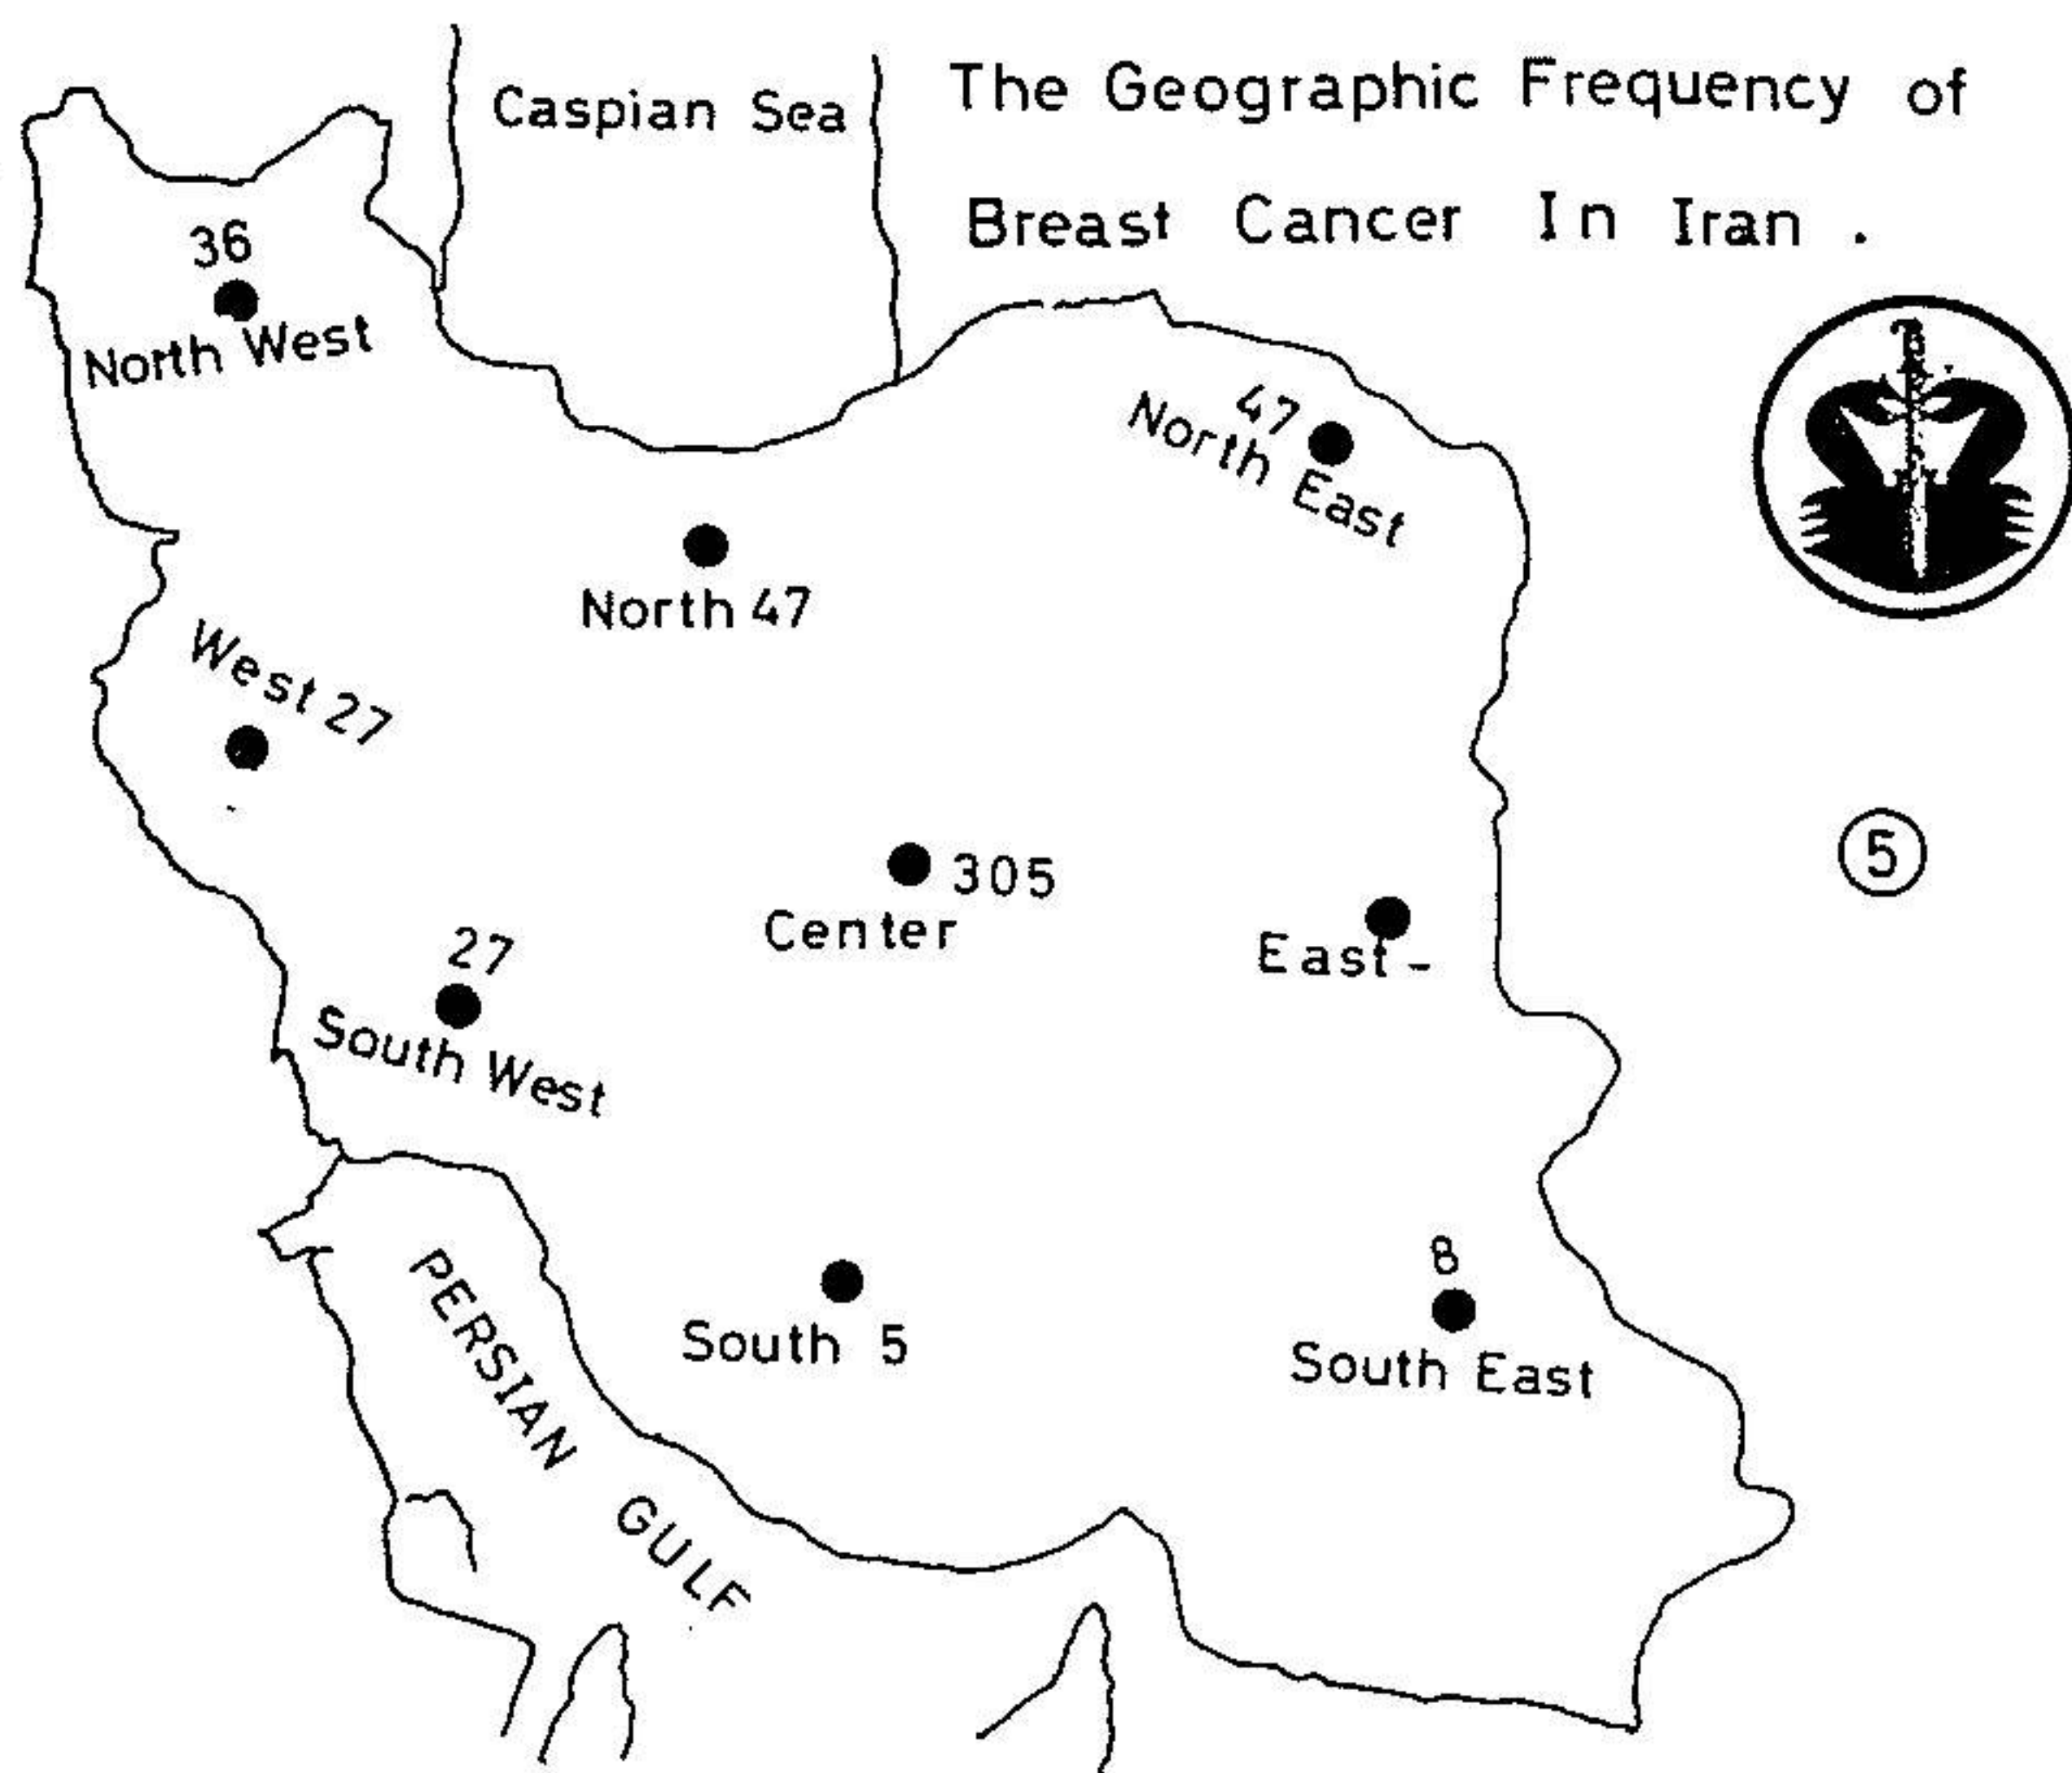 The Geographic Frequency of
Breast Cancer In Iran .
Caspian Sea
36
North West
47
North East
North 47
West 27
305
Center
East -
27
South West
5
8
South East
South 5
PERSIAN GULF